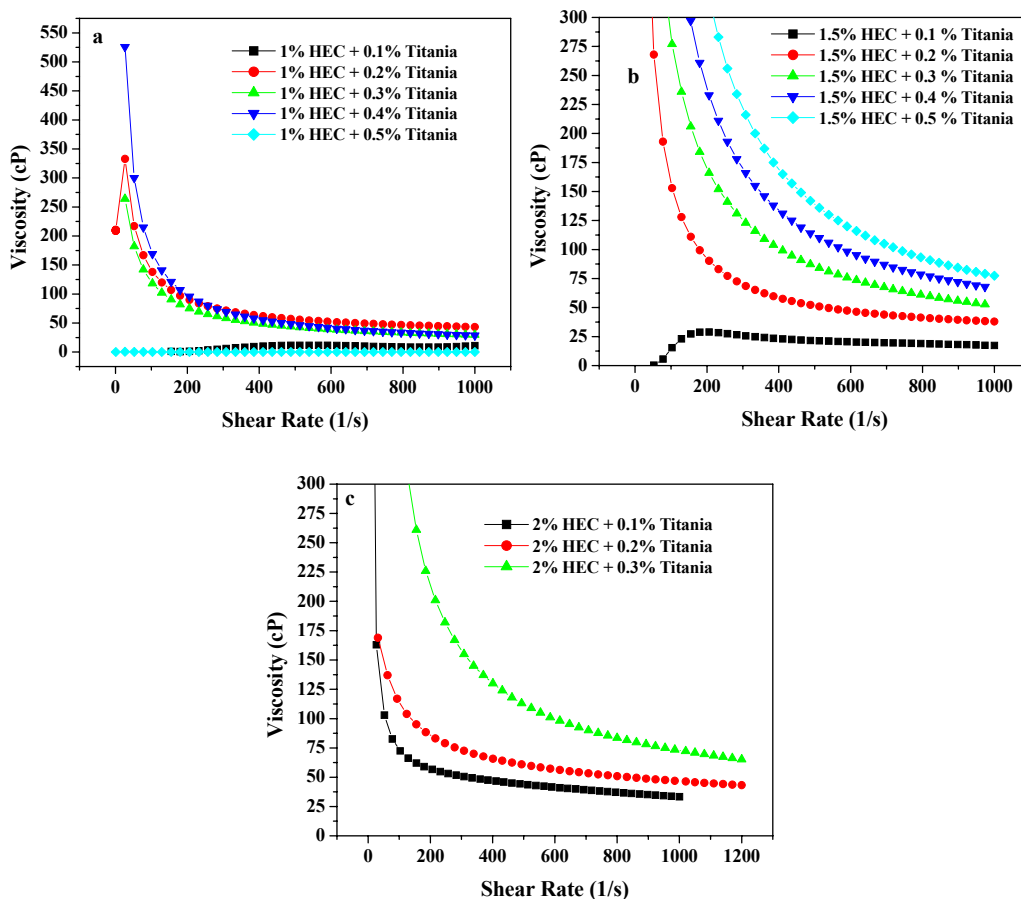 a
1% HEC + 0.1% Titania
1% HEC + 0.2% Titania
1% HEC + 0.3% Titania
1% HEC + 0.4% Titania
1% HEC + 0.5% Titania
Viscosity (cP)
550
500
450
400
350
300
250
200
150
100
50
0
0 200 400 600 800 1000
Shear Rate (1/s)
b
1.5% HEC + 0.1 % Titania
1.5% HEC + 0.2 % Titania
1.5% HEC + 0.3 % Titania
1.5% HEC + 0.4 % Titania
1.5% HEC + 0.5 % Titania
Viscosity (cP)
300
275
250
225
200
175
150
125
100
75
50
25
0
0 200 400 600 800 1000
Shear Rate (1/s)
c
2% HEC + 0.1% Titania
2% HEC + 0.2% Titania
2% HEC + 0.3% Titania
Viscosity (cP)
300
275
250
225
200
175
150
125
100
75
50
25
0
0 200 400 600 800 1000 1200
Shear Rate (1/s)